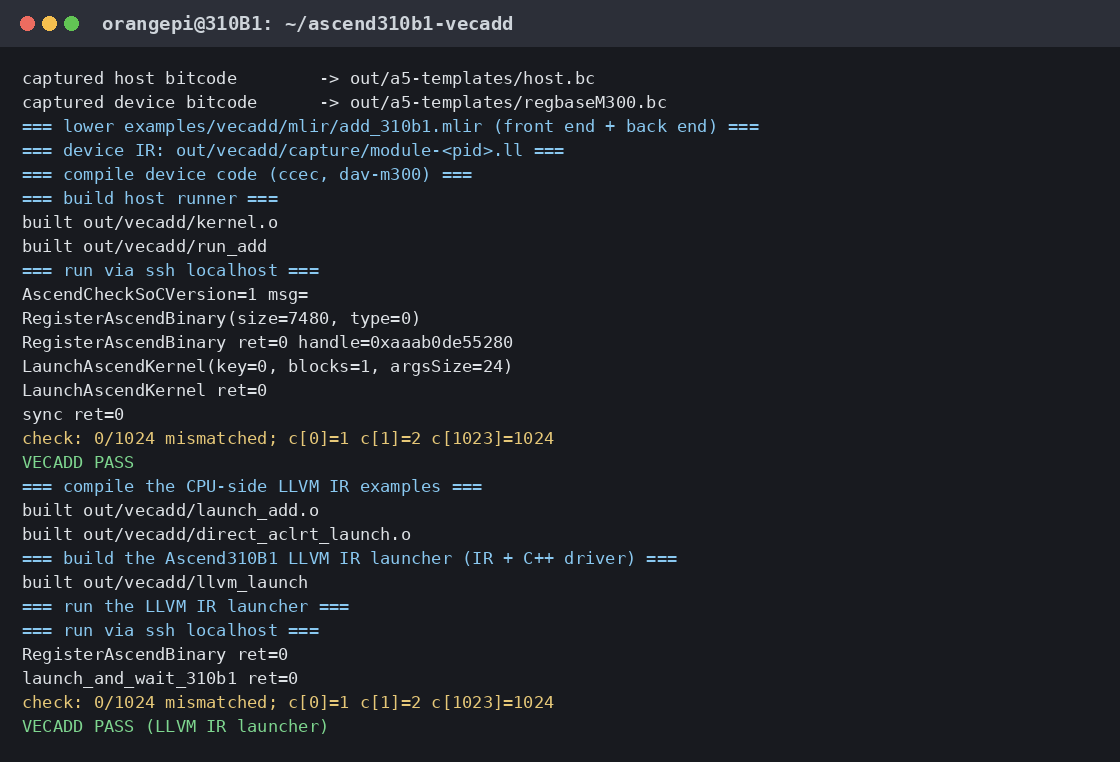 orangepi@310B1: ~/ascend310b1-vecadd
captured host bitcode        -> out/a5-templates/host.bc
captured device bitcode      -> out/a5-templates/regbaseM300.bc
=== lower examples/vecadd/mlir/add_310b1.mlir (front end + back end) ===
=== device IR: out/vecadd/capture/module-<pid>.ll ===
=== compile device code (ccec, dav-m300) ===
=== build host runner ===
built out/vecadd/kernel.o
built out/vecadd/run_add
=== run via ssh localhost ===
AscendCheckSoCVersion=1 msg=
RegisterAscendBinary(size=7480, type=0)
RegisterAscendBinary ret=0 handle=0xaaab0de55280
LaunchAscendKernel(key=0, blocks=1, argsSize=24)
LaunchAscendKernel ret=0
sync ret=0
check: 0/1024 mismatched; c[0]=1 c[1]=2 c[1023]=1024
VECADD PASS
=== compile the CPU-side LLVM IR examples ===
built out/vecadd/launch_add.o
built out/vecadd/direct_aclrt_launch.o
=== build the Ascend310B1 LLVM IR launcher (IR + C++ driver) ===
built out/vecadd/llvm_launch
=== run the LLVM IR launcher ===
=== run via ssh localhost ===
RegisterAscendBinary ret=0
launch_and_wait_310b1 ret=0
check: 0/1024 mismatched; c[0]=1 c[1]=2 c[1023]=1024
VECADD PASS (LLVM IR launcher)